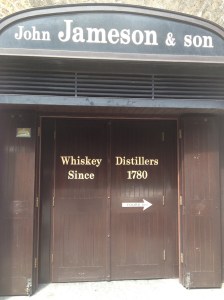 John Jameson & son
Whiskey Distillers
Since 1780